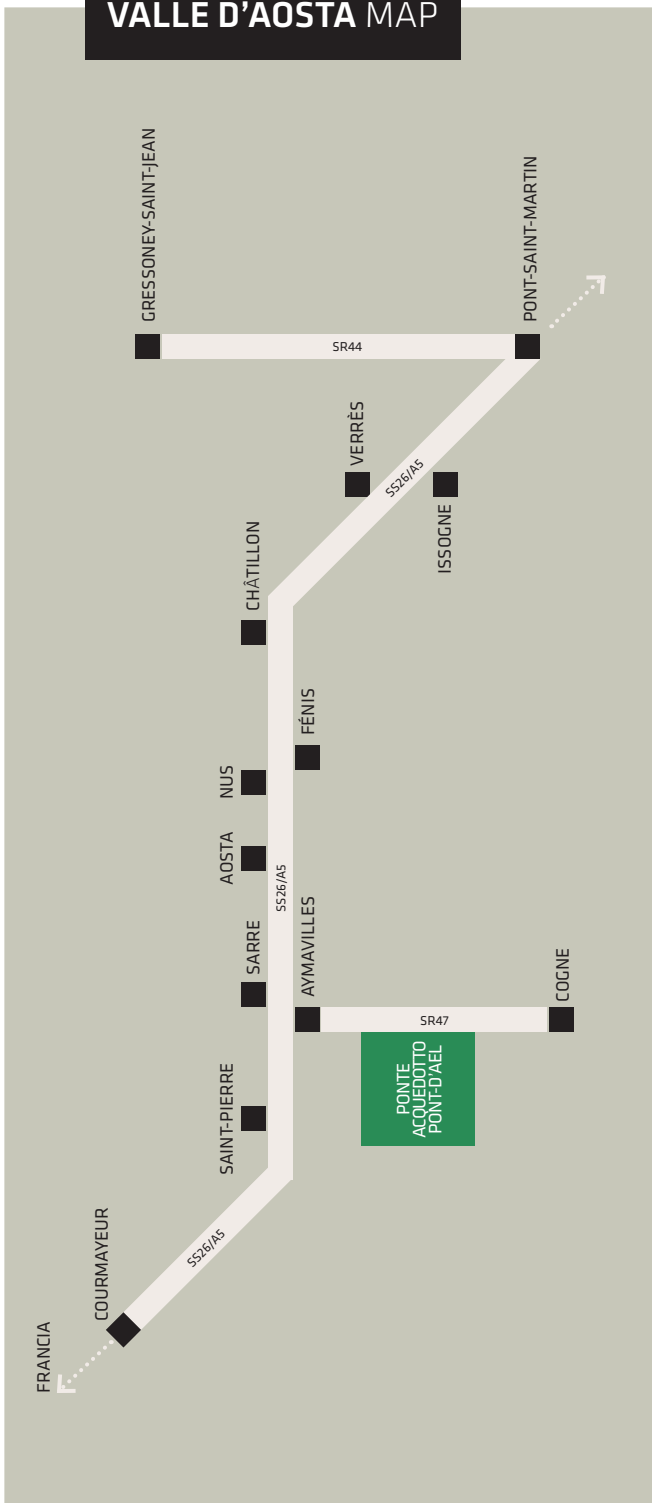 VALLE D'AOSTA MAP
GRESSONEY-SAINT-JEAN
PONT-SAINT-MARTIN
SR44
VERRÈS
SS26/A5
ISSOGNE
CHÂTILLON
FÉNIS
NUS
AOSTA
SS26/A5
AYMAVILLES
SARRE
COGNE
SR47
PONTE
ACQUEDOTTO
PONT-D'AEL
SAINT-PIERRE
SS26/A5
COURMAYEUR
FRANCIA